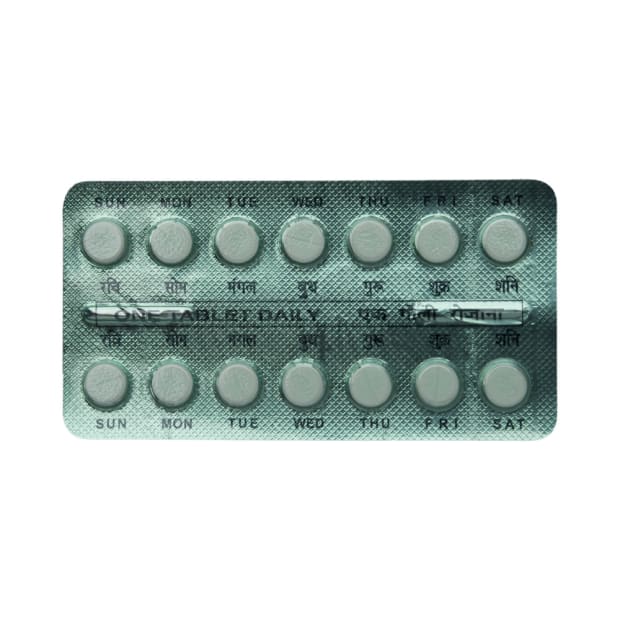 SUN MON TUE WED THU FRI SAT
रवि सोम मंगल बुध गुरू शुक्र शनि
ONE TABLET DAILY एक गोली रोजाना
रवि सोम मंगल बुध गुरू शुक्र शनि
SUN MON TUE WED THU FRI SAT